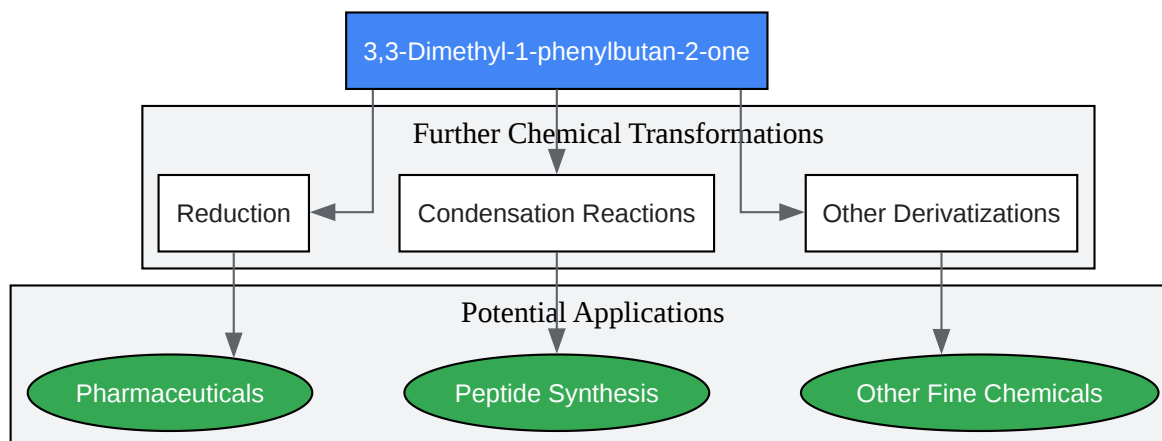 3,3-Dimethyl-1-phenylbutan-2-one
Further Chemical Transformations
Reduction
Condensation Reactions
Other Derivatizations
Potential Applications
Pharmaceuticals
Peptide Synthesis
Other Fine Chemicals